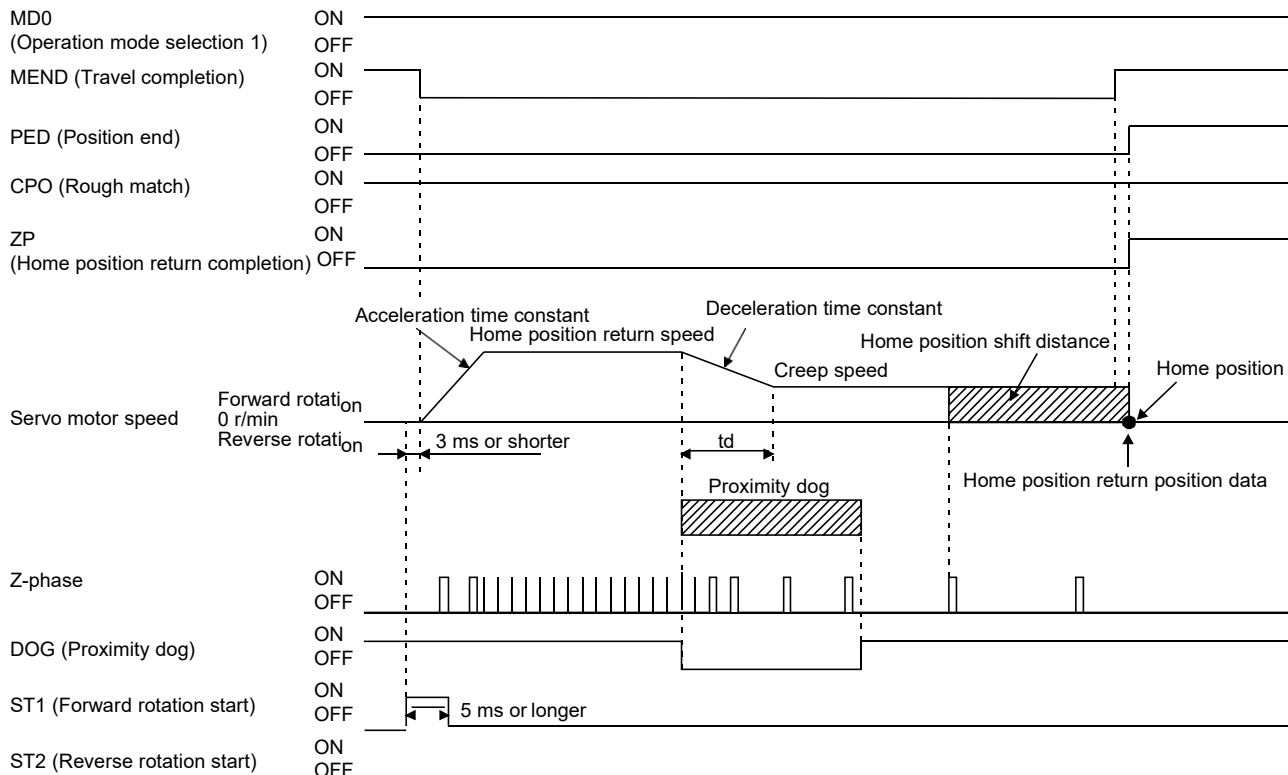 MD0
(Operation mode selection 1)
ON
OFF
MEND (Travel completion)
ON
OFF
PED (Position end)
ON
OFF
CPO (Rough match)
ON
OFF
ZP
(Home position return completion)
ON
OFF
Acceleration time constant
Deceleration time constant
Home position return speed
Home position shift distance
Creep speed
Home position
Servo motor speed
Forward rotation
0 r/min
Reverse rotation
3 ms or shorter
td
Home position return position data
Proximity dog
Z-phase
ON
OFF
DOG (Proximity dog)
ON
OFF
ST1 (Forward rotation start)
ON
OFF
5 ms or longer
ST2 (Reverse rotation start)
ON
OFF